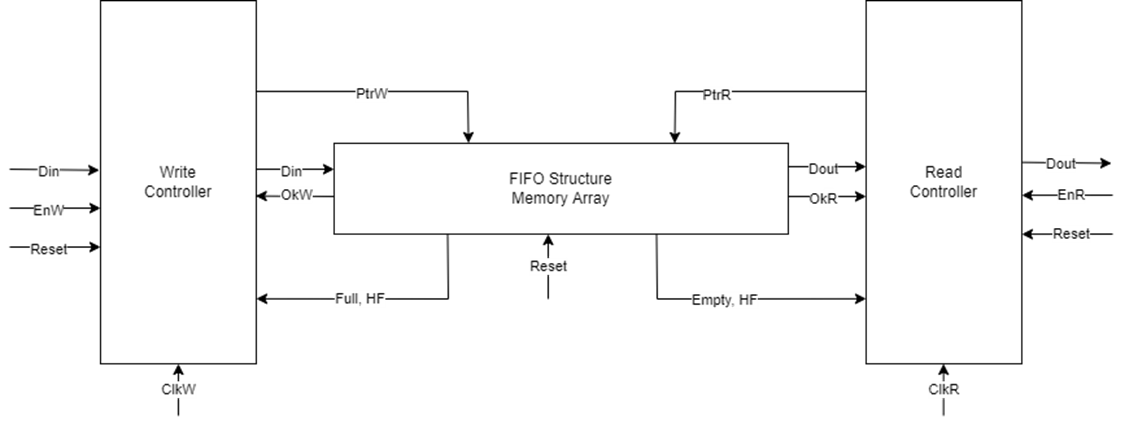 PtrW
PtrR
Din
EnW
Reset
Write
Controller
Din
OkW
FIFO Structure
Memory Array
Dout
OkR
Read
Controller
Dout
EnR
Reset
Reset
Full, HF
Empty, HF
ClkW
ClkR